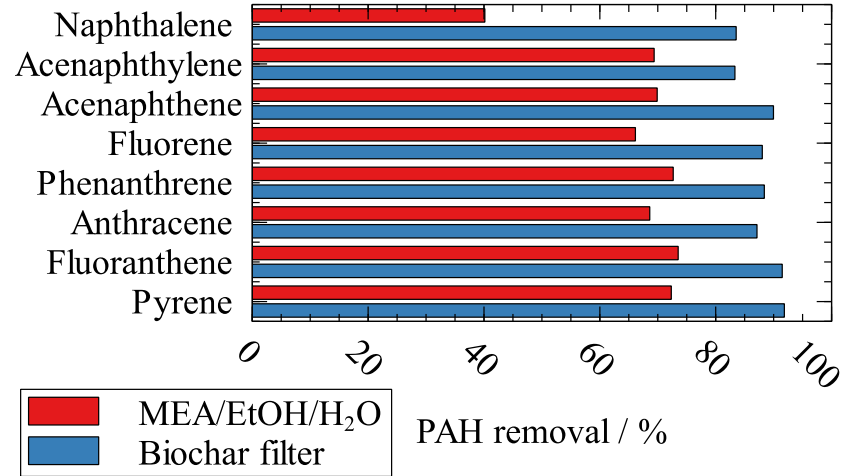 Naphthalene
Acenaphthylene
Acenaphthene
Fluorene
Phenanthrene
Anthracene
Fluoranthene
Pyrene
0 20 40 60 80 100
MEA/EtOH/H₂O
Biochar filter
PAH removal / %